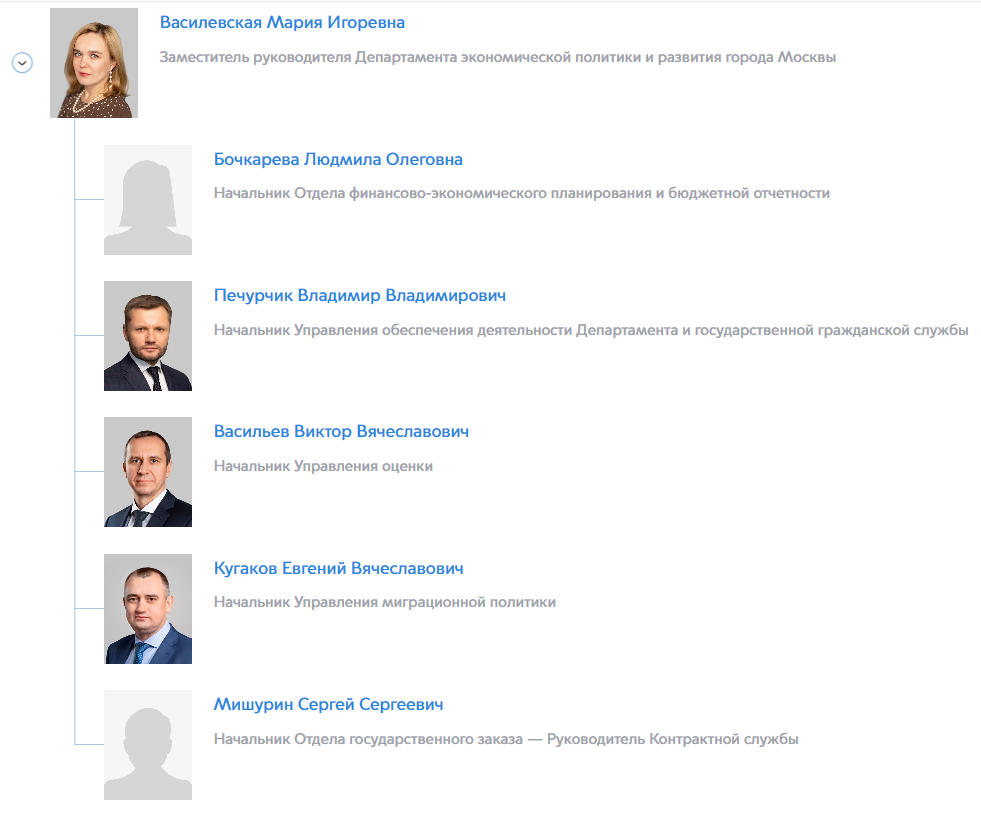 Василевская Мария Игоревна
Заместитель руководителя Департамента экономической политики и развития города Москвы
Бочкарева Людмила Олеговна
Начальник Отдела финансово-экономического планирования и бюджетной отчетности
Печурчик Владимир Владимирович
Начальник Управления обеспечения деятельности Департамента и государственной гражданской службы
Васильев Виктор Вячеславович
Начальник Управления оценки
Кугаков Евгений Вячеславович
Начальник Управления миграционной политики
Мишурин Сергей Сергеевич
Начальник Отдела государственного заказа — Руководитель Контрактной службы